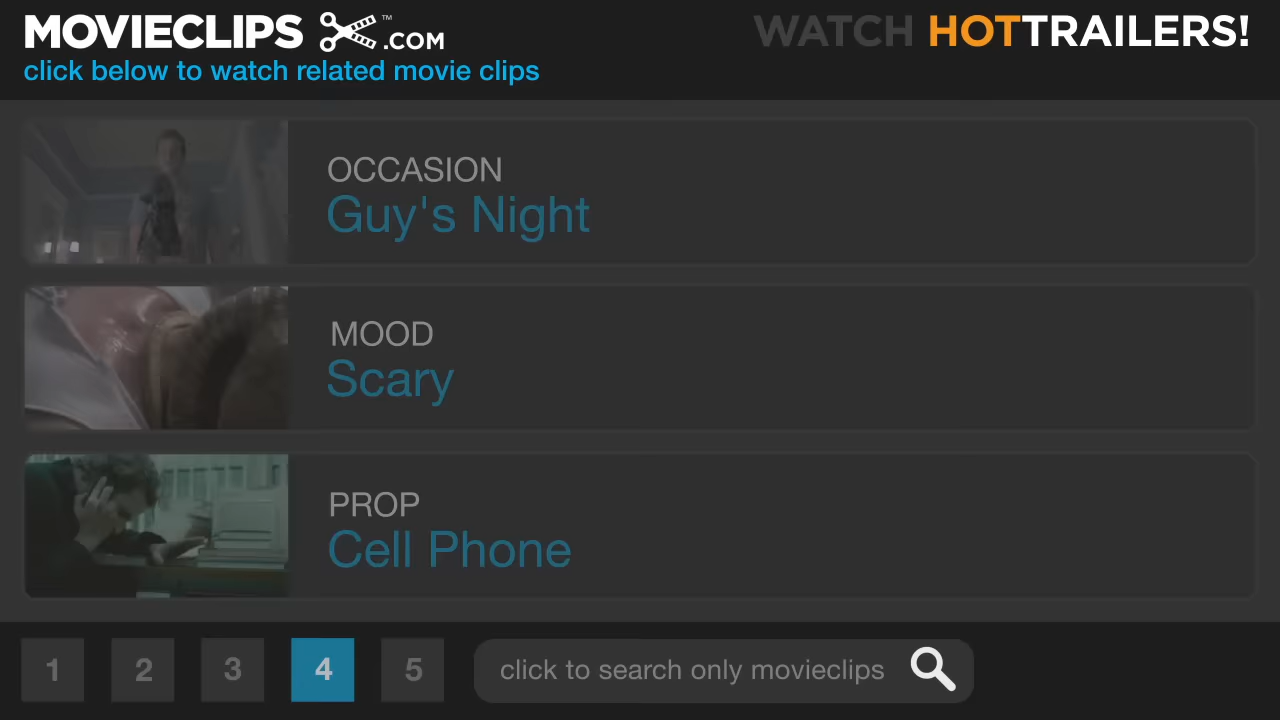 MOVIECLIPS ™ .COM
WATCH HOTTRAILERS!
click below to watch related movie clips
OCCASION
Guy's Night
MOOD
Scary
PROP
Cell Phone
1 2 3 4 5 click to search only movieclips